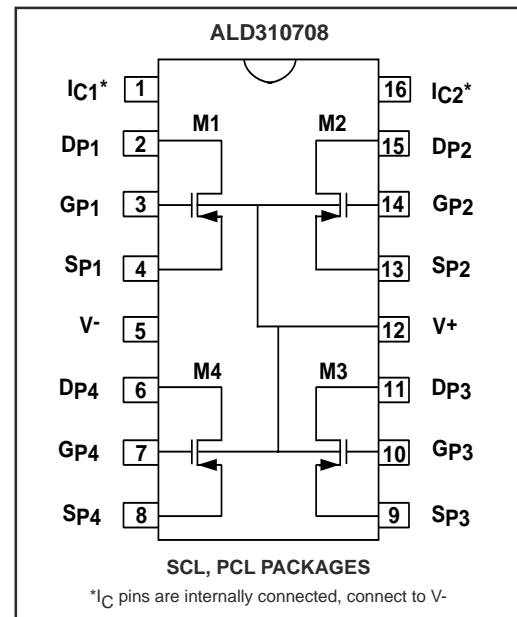 ALD310708
IC1* 1 16 IC2*
M1 M2
DP1 2 15 DP2
GP1 3 14 GP2
SP1 4 13 SP2
V- 5 12 V+
M4 M3
DP4 6 11 DP3
GP4 7 10 GP3
SP4 8 9 SP3
SCL, PCL PACKAGES
*IC pins are internally connected, connect to V-